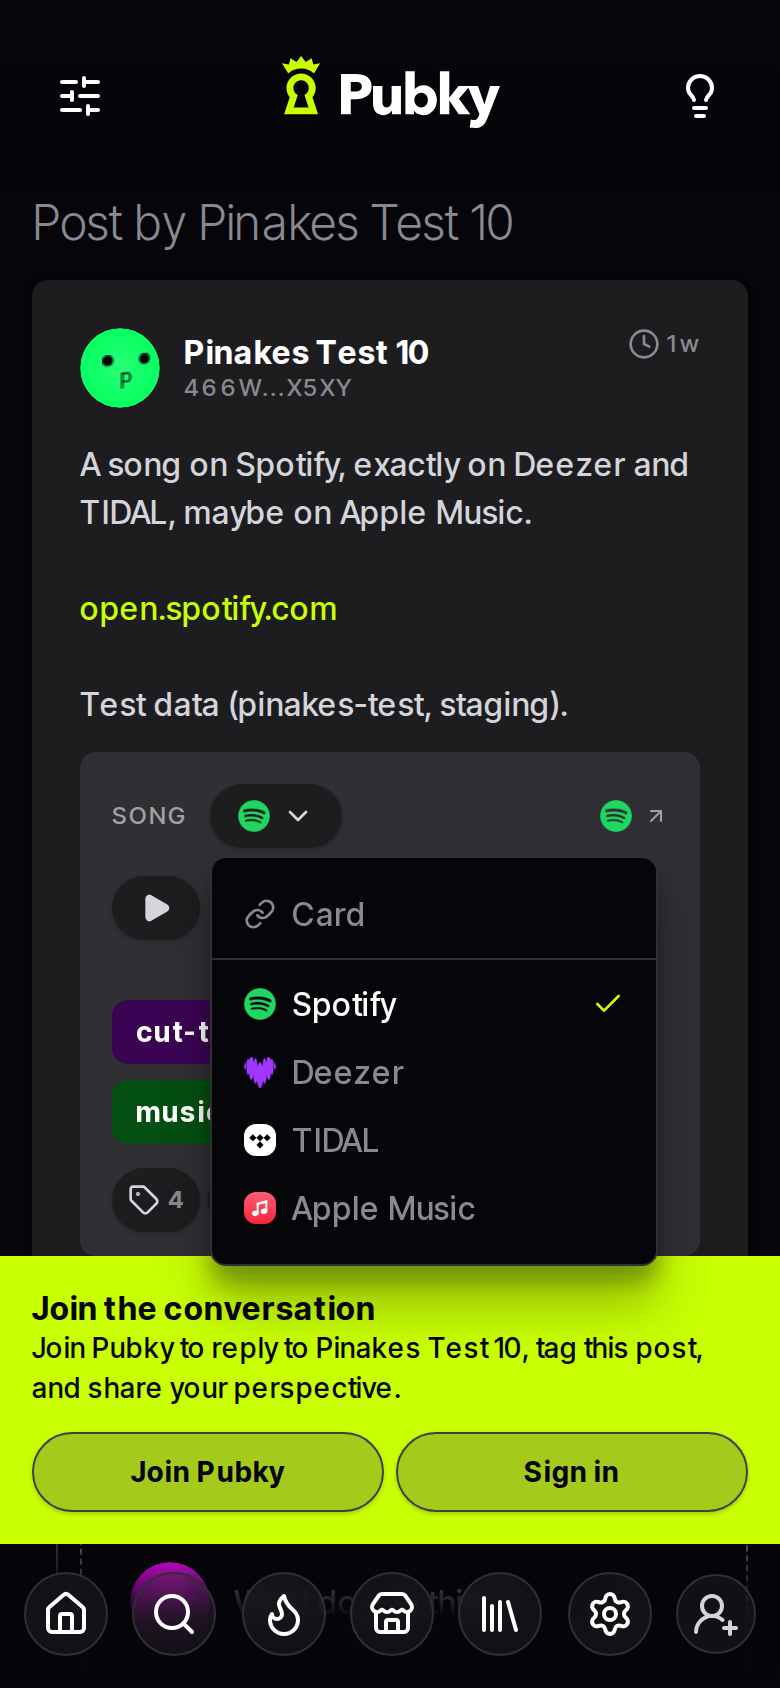 Pubky
Post by Pinakes Test 10
Pinakes Test 10
1w
466W...X5XY
A song on Spotify, exactly on Deezer and
TIDAL, maybe on Apple Music.
open.spotify.com
Test data (pinakes-test, staging).
SONG
Card
Spotify
Deezer
TIDAL
Apple Music
cut-t
musi
4
Join the conversation
Join Pubky to reply to Pinakes Test 10, tag this post,
and share your perspective.
Join Pubky
Sign in